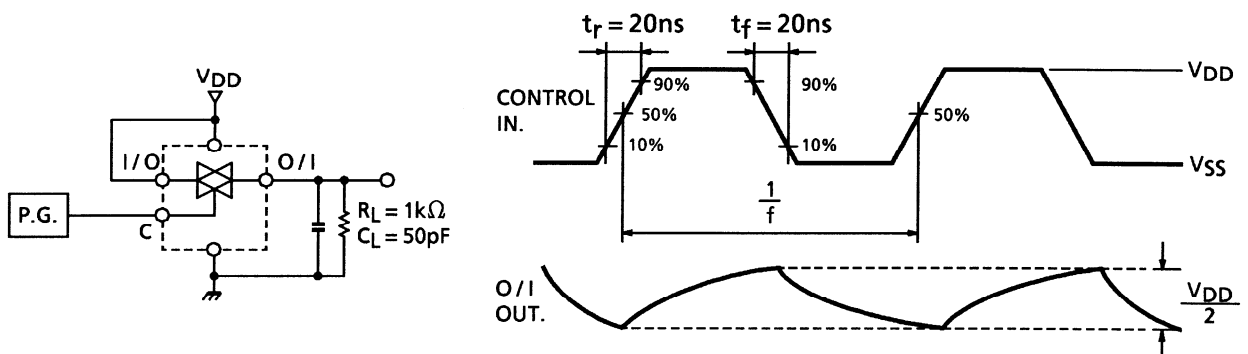 VDD
I/O
O/I
P.G.
C
RL = 1kΩ
CL = 50pF
tr = 20ns
tf = 20ns
CONTROL
IN.
90%
50%
10%
90%
10%
50%
VDD
VSS
1
f
O/I
OUT.
VDD
2